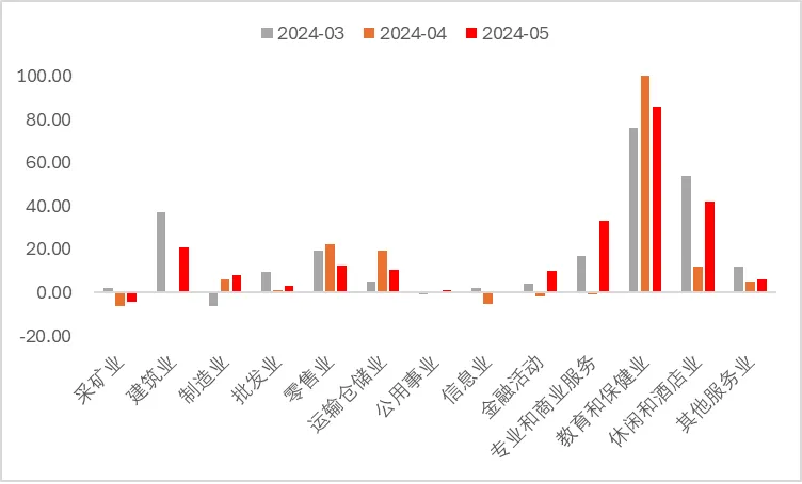 2024-03 2024-04 2024-05
100.00
80.00
60.00
40.00
20.00
0.00
-20.00
采矿业
建筑业
制造业
批发业
零售业
运输仓储业
公用事业
信息业
金融活动
专业和商业服务
教育和保健业
休闲和酒店业
其他服务业